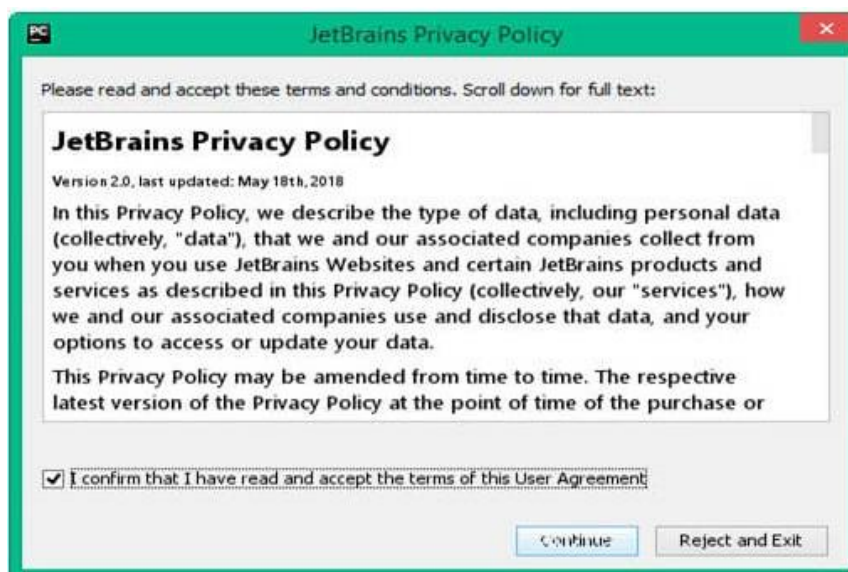 PC
JetBrains Privacy Policy
Please read and accept these terms and conditions. Scroll down for full text:
JetBrains Privacy Policy
Version 2.0, last updated: May 18th, 2018
In this Privacy Policy, we describe the type of data, including personal data
(collectively, "data"), that we and our associated companies collect from
you when you use JetBrains Websites and certain JetBrains products and
services as described in this Privacy Policy (collectively, our "services"), how
we and our associated companies use and disclose that data, and your
options to access or update your data.
This Privacy Policy may be amended from time to time. The respective
latest version of the Privacy Policy at the point of time of the purchase or
I confirm that I have read and accept the terms of this User Agreement
Continue Reject and Exit